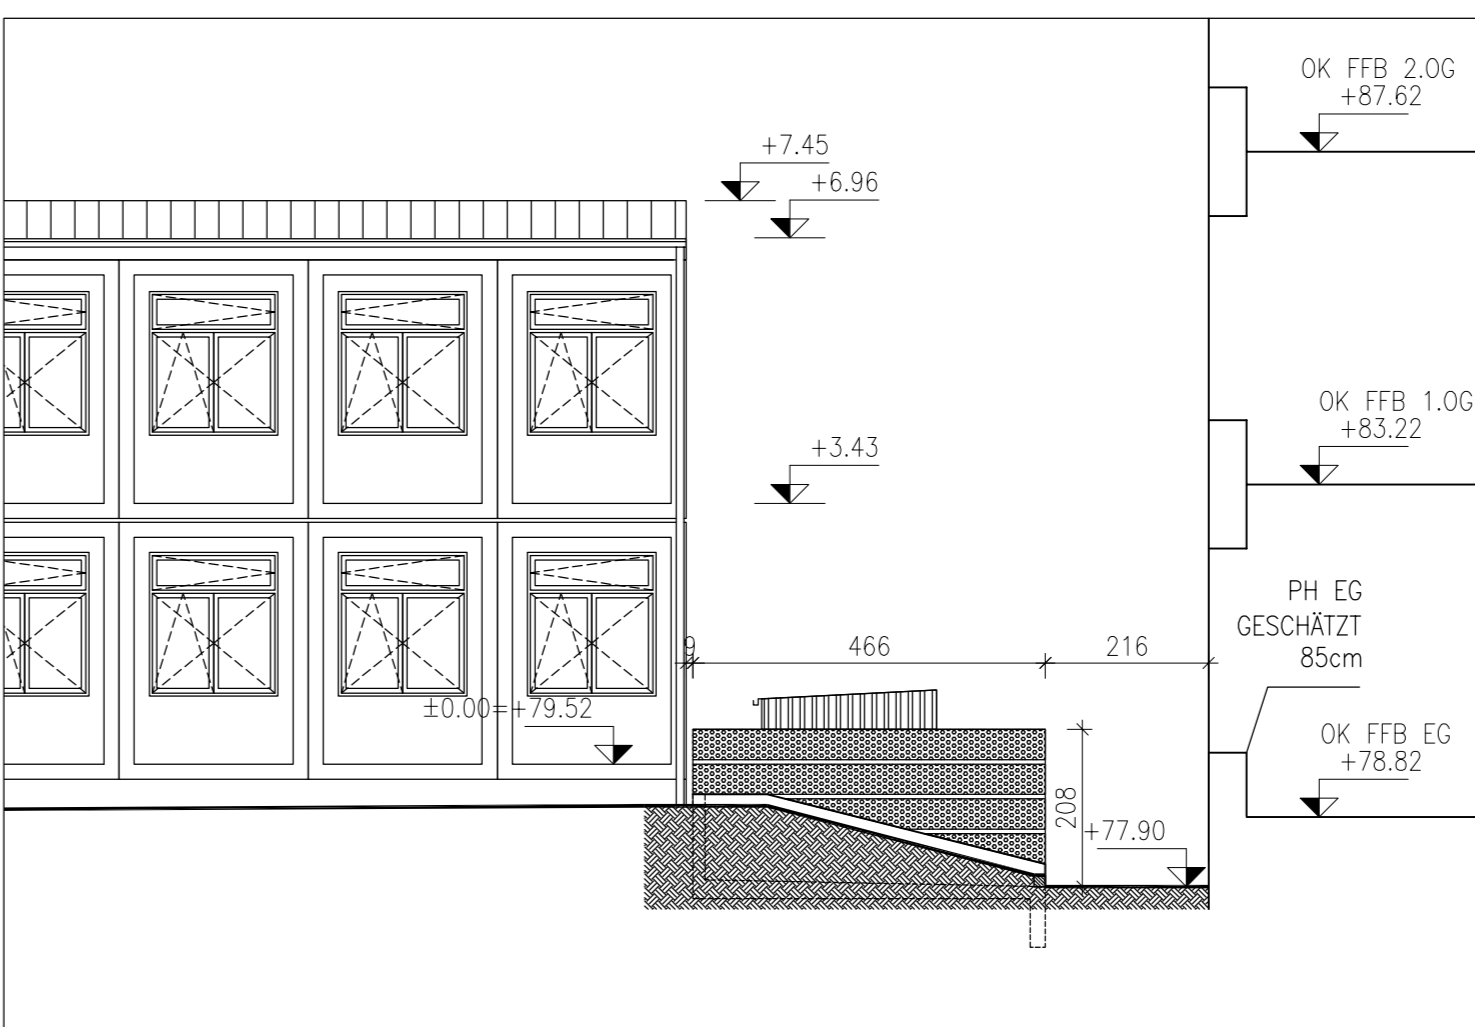 OK FFB 2.OG
+87.62
+7.45
+6.96
OK FFB 1.OG
+83.22
+3.43
PH EG
GESCHÄTZT
85cm
9
466
216
±0.00=+79.52
OK FFB EG
+78.82
208
+77.90